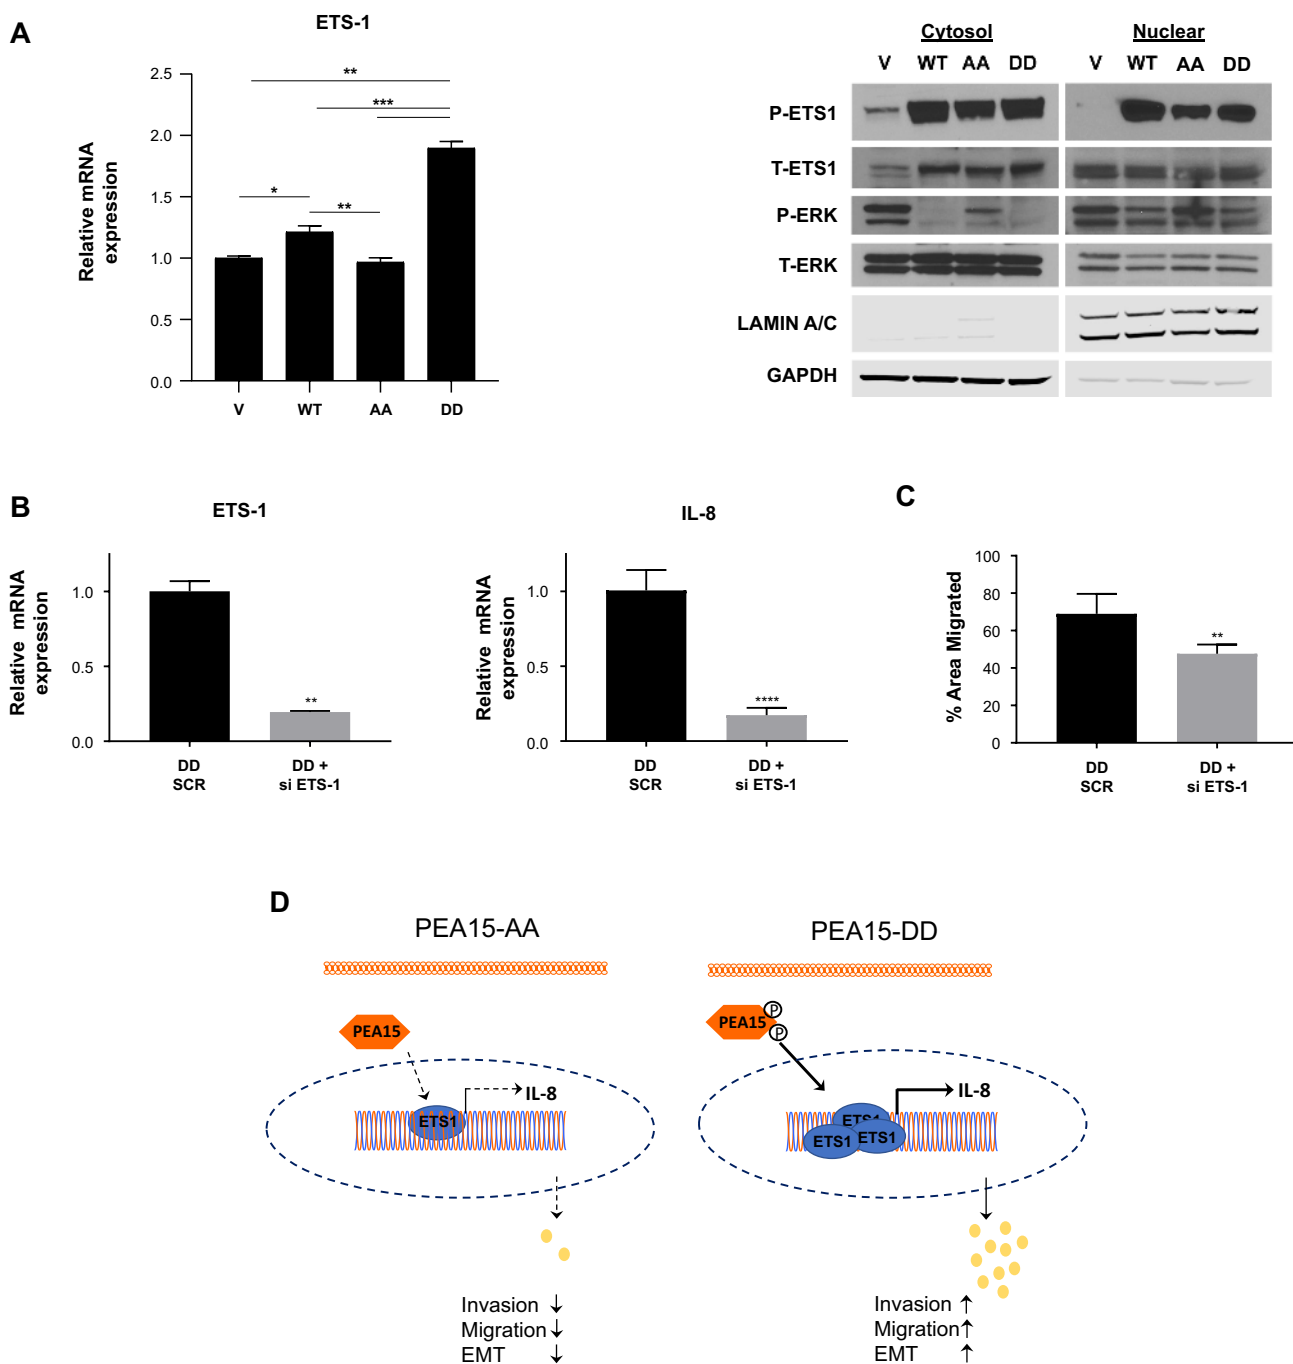 A
ETS-1
Relative mRNA
expression
2.5
2.0
1.5
1.0
0.5
0.0
**
***
*
**
V WT AA DD
Cytosol Nuclear
V WT AA DD V WT AA DD
P-ETS1
T-ETS1
P-ERK
T-ERK
LAMIN A/C
GAPDH
B
ETS-1
Relative mRNA
expression
1.0
0.5
0.0
**
DD
SCR
DD +
si ETS-1
IL-8
Relative mRNA
expression
1.0
0.5
0.0
****
DD
SCR
DD +
si ETS-1
C
% Area Migrated
100
80
60
40
20
0
**
DD
SCR
DD +
si ETS-1
D
PEA15-AA
PEA15
ETS1
IL-8
Invasion ↓
Migration ↓
EMT ↓
PEA15-DD
PEA15
P
P
ETS1
ETS1
ETS1
IL-8
Invasion ↑
Migration ↑
EMT ↑